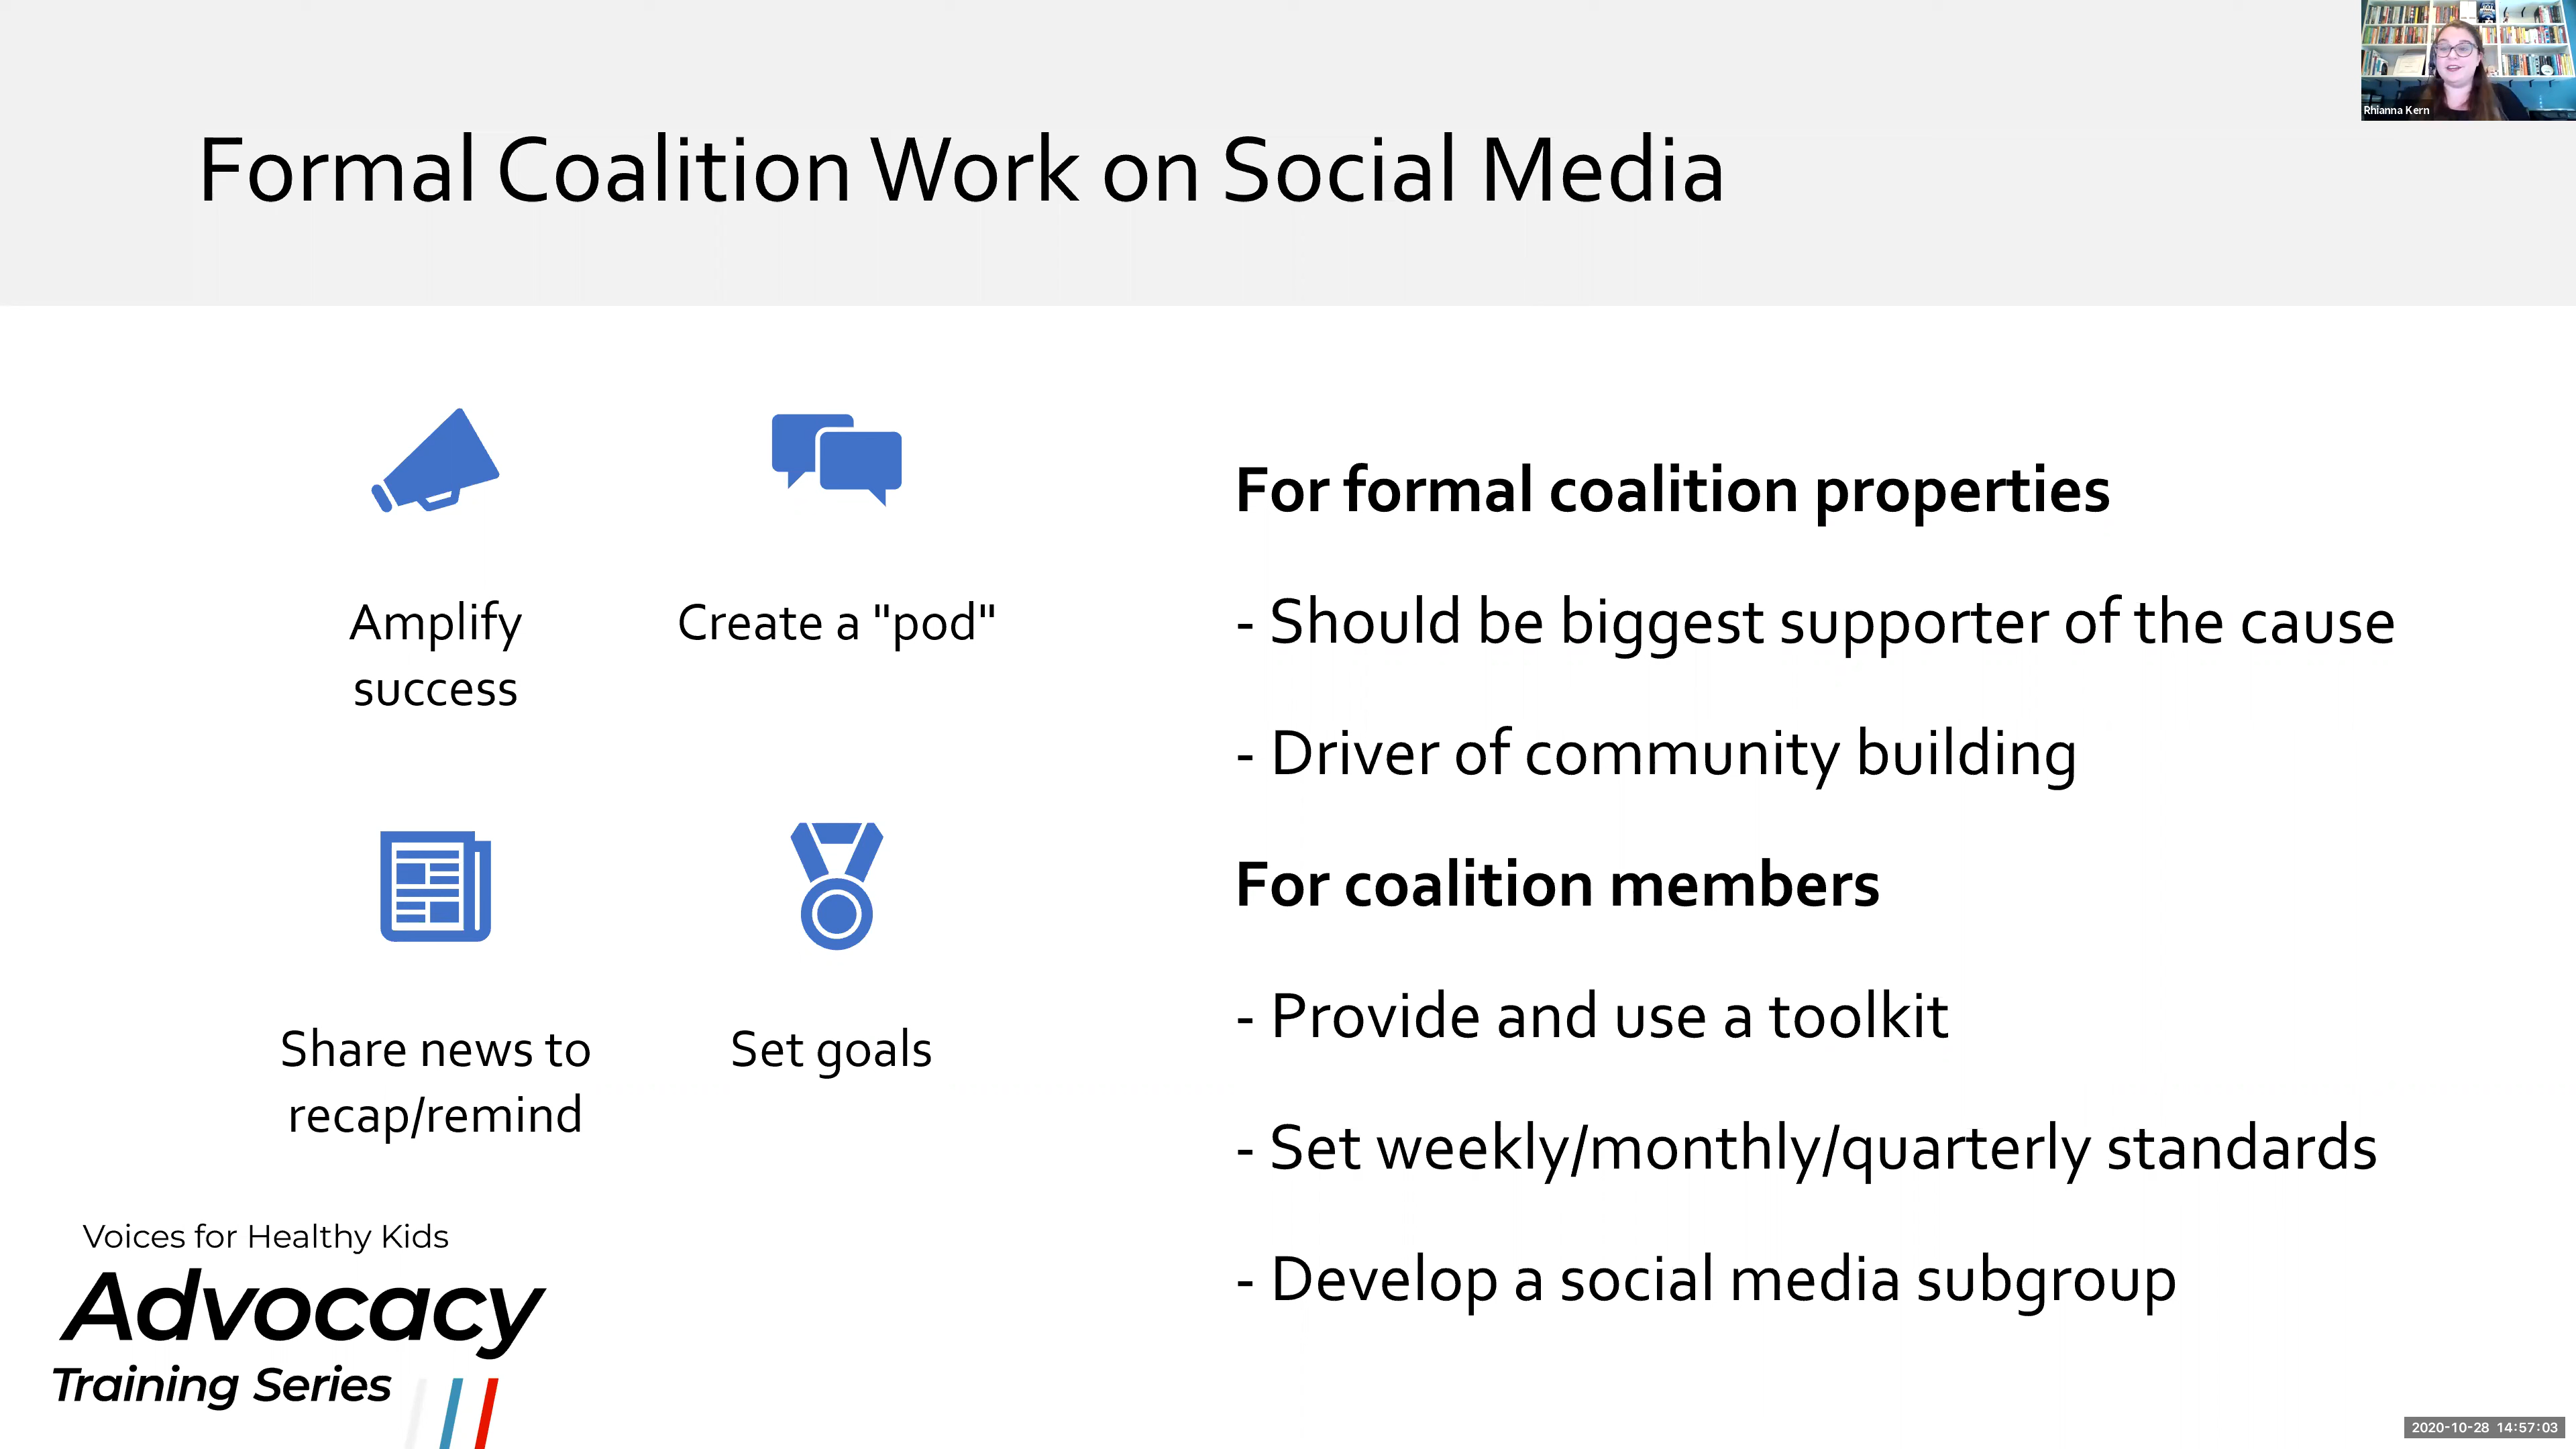 Rhianna Kern
Formal Coalition Work on Social Media
Amplify
success
Create a "pod"
Share news to
recap/remind
Set goals
For formal coalition properties
- Should be biggest supporter of the cause
- Driver of community building
For coalition members
- Provide and use a toolkit
- Set weekly/monthly/quarterly standards
- Develop a social media subgroup
Voices for Healthy Kids
Advocacy
Training Series
2020-10-28 14:57:03